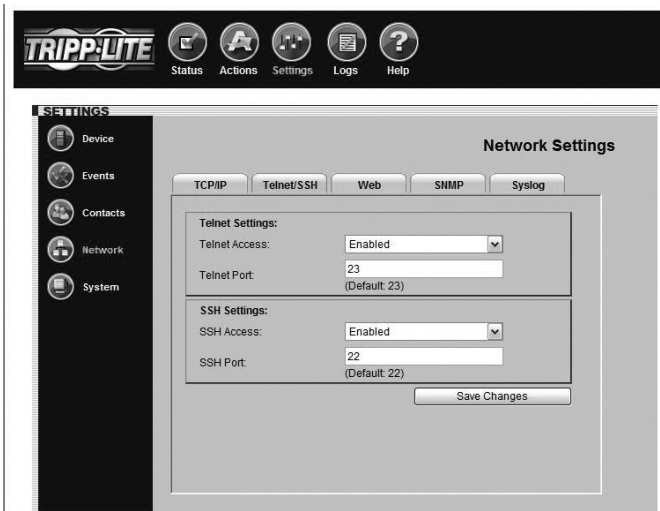 TRIPP·LITE
Status Actions Settings Logs Help
SETTINGS
Device
Events
Contacts
Network
System
Network Settings
TCP/IP Telnet/SSH Web SNMP Syslog
Telnet Settings:
Telnet Access: Enabled
Telnet Port: 23
(Default: 23)
SSH Settings:
SSH Access: Enabled
SSH Port: 22
(Default: 22)
Save Changes